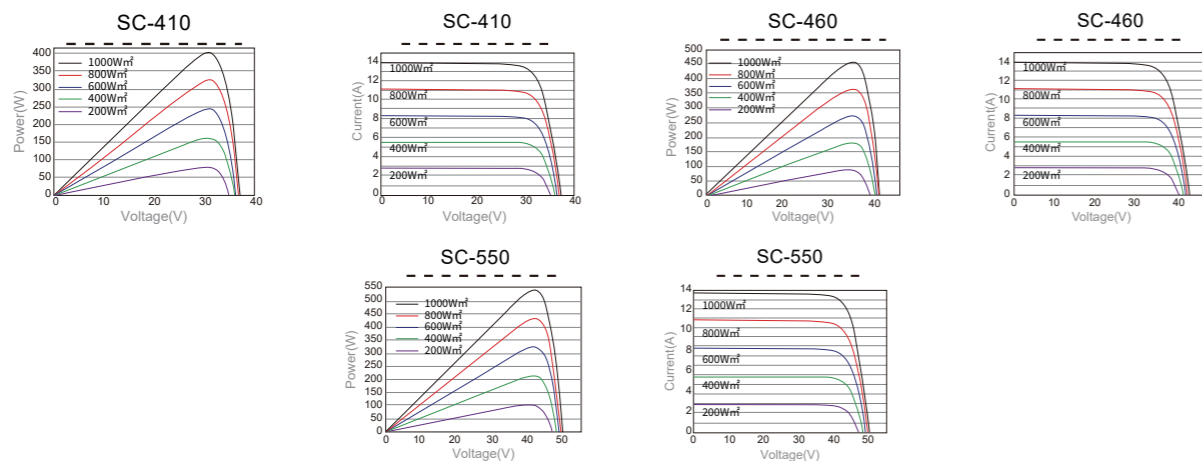 SC-410
Power(W)
400
350
300
250
200
150
100
50
0
1000Wm²
800Wm²
600Wm²
400Wm²
200Wm²
0 10 20 30 40
Voltage(V)
SC-410
Current(A)
14
12
10
8
6
4
2
0
1000Wm²
800Wm²
600Wm²
400Wm²
200Wm²
0 10 20 30 40
Voltage(V)
SC-460
Power(W)
500
450
400
350
300
250
200
150
100
50
0
1000Wm²
800Wm²
600Wm²
400Wm²
200Wm²
0 10 20 30 40
Voltage(V)
SC-460
Current(A)
14
12
10
8
6
4
2
0
1000Wm²
800Wm²
600Wm²
400Wm²
200Wm²
0 10 20 30 40
Voltage(V)
SC-550
Power(W)
550
500
450
400
350
300
250
200
150
100
50
0
1000Wm²
800Wm²
600Wm²
400Wm²
200Wm²
0 10 20 30 40 50
Voltage(V)
SC-550
Current(A)
14
12
10
8
6
4
2
0
1000Wm²
800Wm²
600Wm²
400Wm²
200Wm²
0 10 20 30 40 50
Voltage(V)